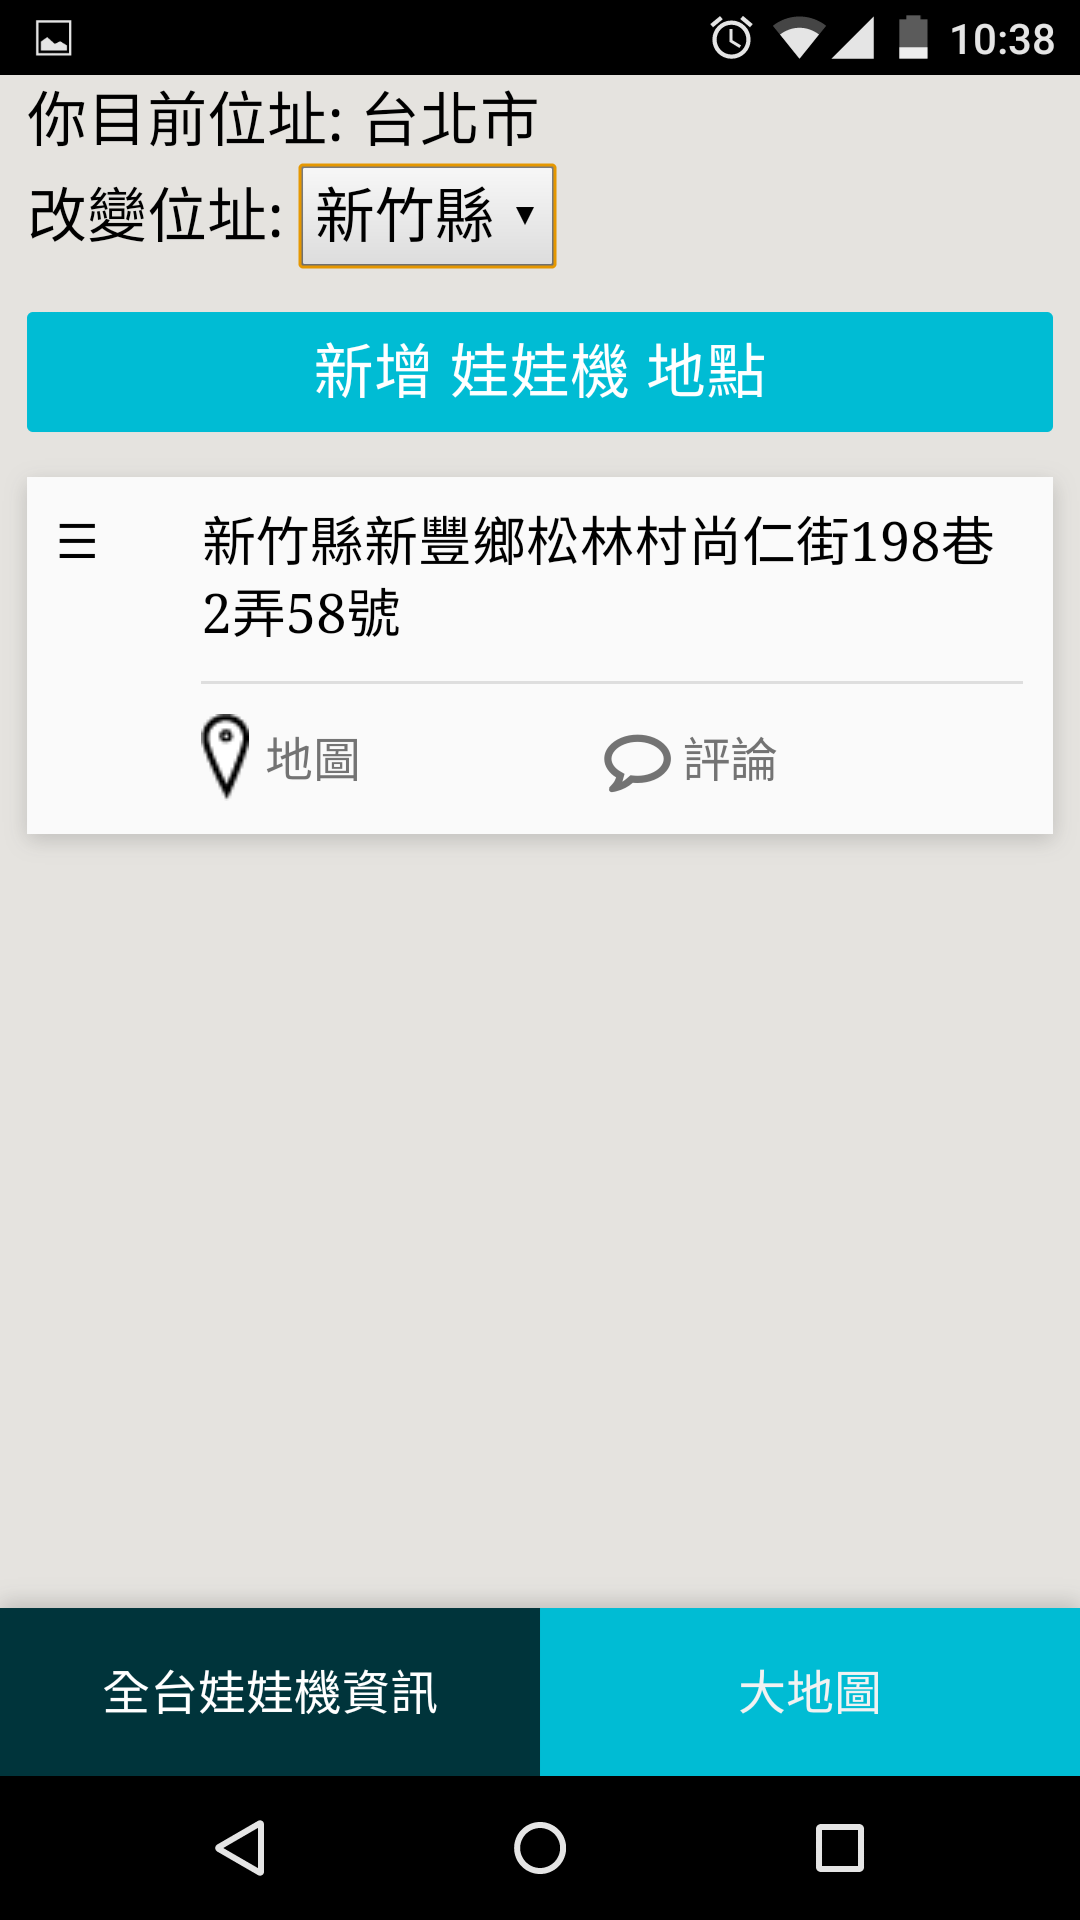 10:38
你目前位址: 台北市
改變位址: 新竹縣
新增 娃娃機 地點
新竹縣新豐鄉松林村尚仁街198巷
2弄58號
地圖 評論
全台娃娃機資訊 大地圖